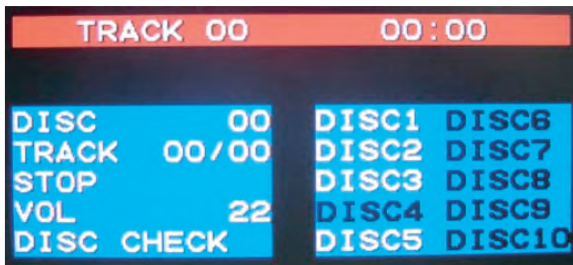 TRACK 00 00:00
DISC 00
TRACK 00/00
STOP
VOL 22
DISC CHECK
DISC1 DISC6
DISC2 DISC7
DISC3 DISC8
DISC4 DISC9
DISC5 DISC10